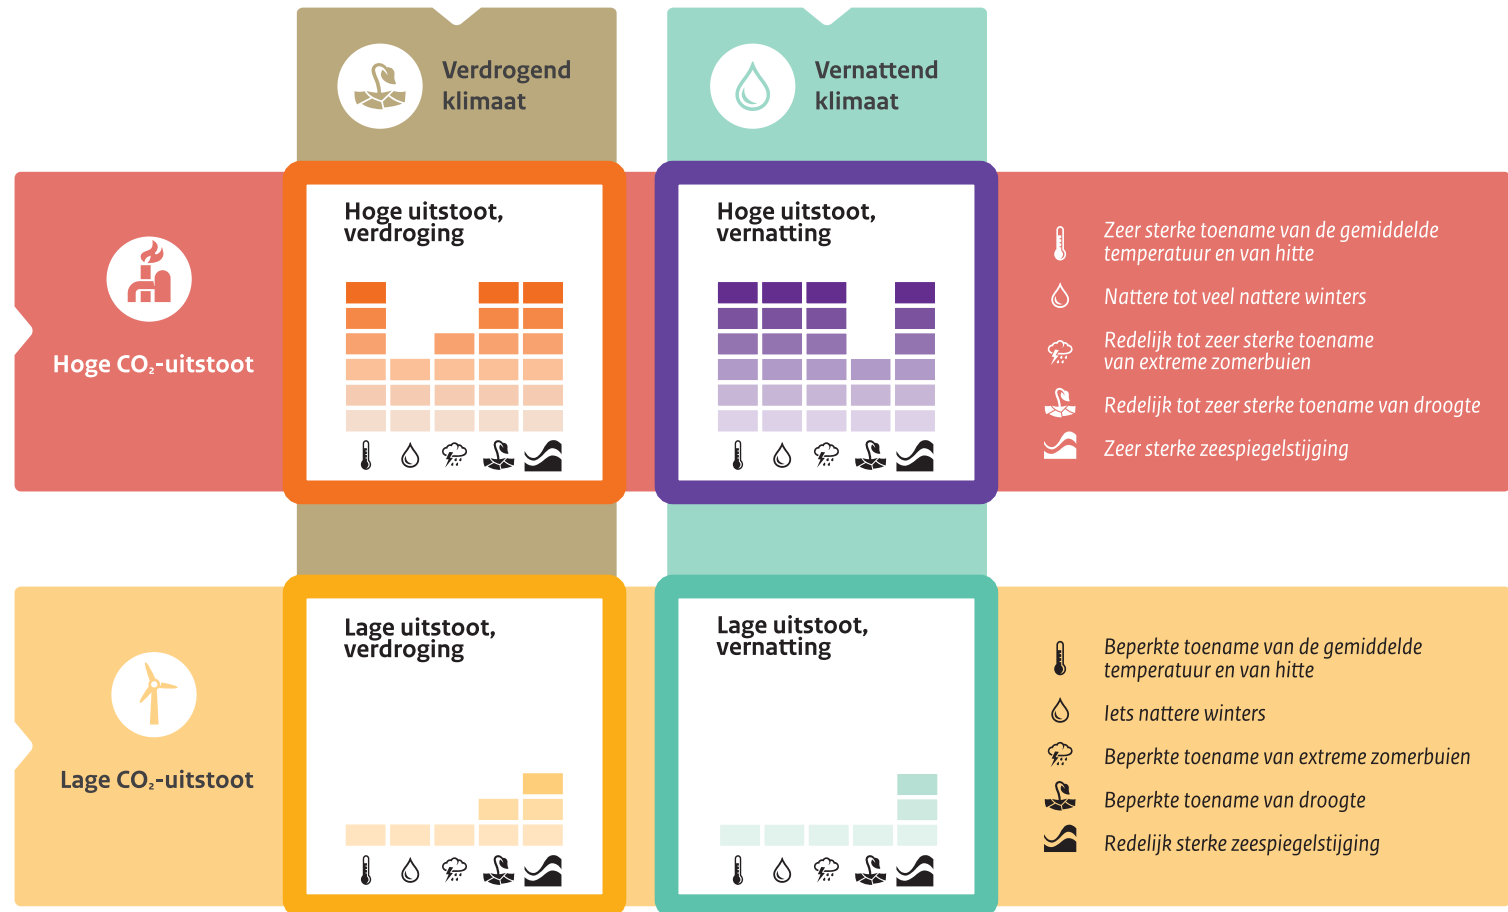 Verdrogend
klimaat
Vernattend
klimaat
Hoge CO₂-uitstoot
Hoge uitstoot,
verdroging
Hoge uitstoot,
vernatting
Zeer sterke toename van de gemiddelde
temperatuur en van hitte
Nattere tot veel nattere winters
Redelijk tot zeer sterke toename
van extreme zomerbuien
Redelijk tot zeer sterke toename van droogte
Zeer sterke zeespiegelstijging
Lage CO₂-uitstoot
Lage uitstoot,
verdroging
Lage uitstoot,
vernatting
Beperkte toename van de gemiddelde
temperatuur en van hitte
Iets nattere winters
Beperkte toename van extreme zomerbuien
Beperkte toename van droogte
Redelijk sterke zeespiegelstijging